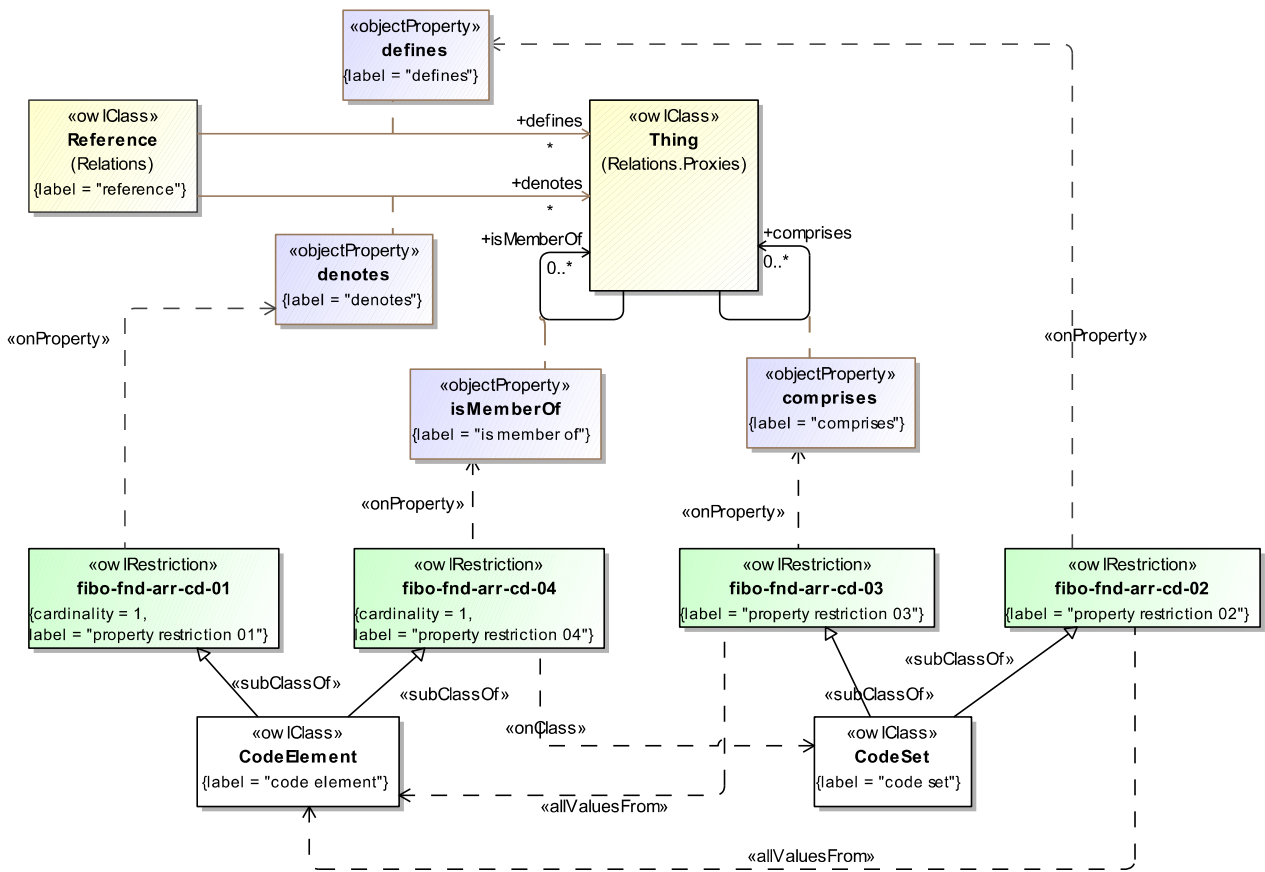 «objectProperty»
defines
{label = "defines"}
«owlClass»
Reference
(Relations)
{label = "reference"}
+defines
*
+denotes
*
«owlClass»
Thing
(Relations.Proxies)
+isMemberOf
0..*
+comprises
0..*
«objectProperty»
denotes
{label = "denotes"}
«onProperty»
«onProperty»
«objectProperty»
isMemberOf
{label = "is member of"}
«objectProperty»
comprises
{label = "comprises"}
«onProperty»
«onProperty»
«owlRestriction»
fibo-fnd-arr-cd-01
{cardinality = 1,
label = "property restriction 01"}
«owlRestriction»
fibo-fnd-arr-cd-04
{cardinality = 1,
label = "property restriction 04"}
«owlRestriction»
fibo-fnd-arr-cd-03
{label = "property restriction 03"}
«owlRestriction»
fibo-fnd-arr-cd-02
{label = "property restriction 02"}
«subClassOf»
«subClassOf»
«subClassOf»
«subClassOf»
«onClass»
«owlClass»
CodeElement
{label = "code element"}
«owlClass»
CodeSet
{label = "code set"}
«allValuesFrom»
«allValuesFrom»